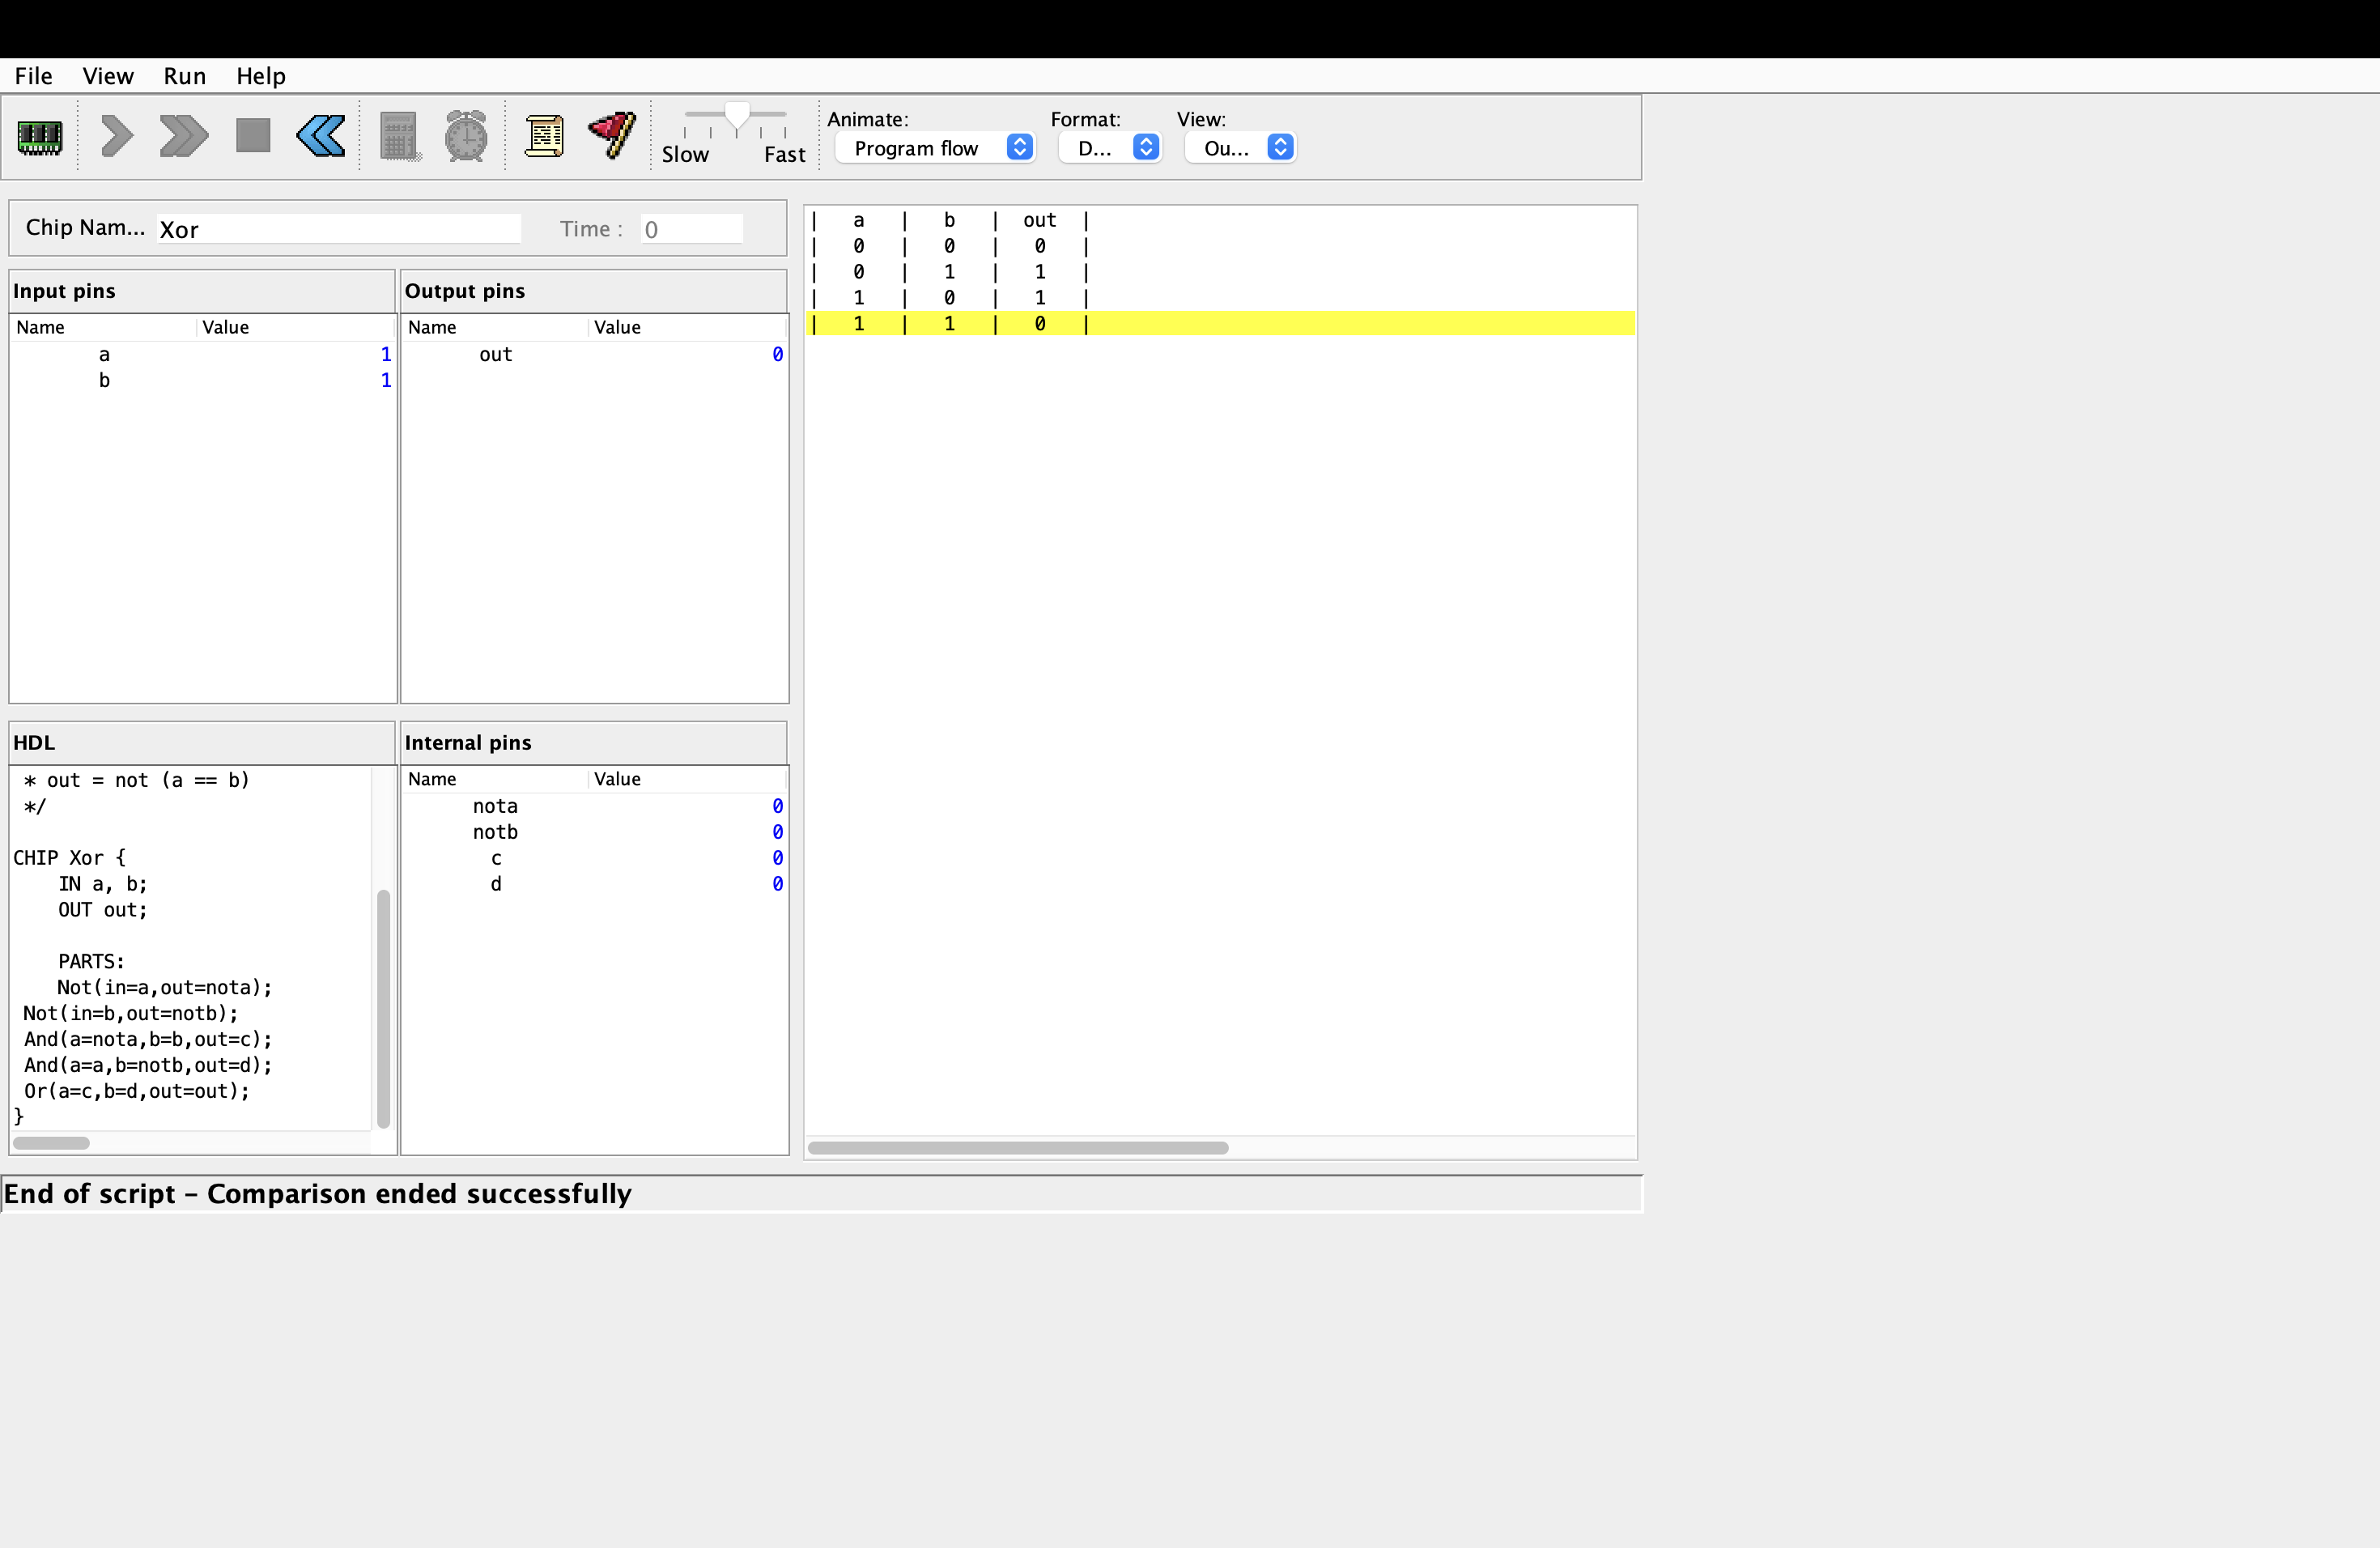 File View Run Help
Animate: Format: View:
Slow Fast Program flow D... Ou...
Chip Nam... Xor Time : 0
Input pins Output pins
Name Value Name Value
a 1 out 0
b 1
| a | b | out |
| 0 | 0 | 0 |
| 0 | 1 | 1 |
| 1 | 0 | 1 |
| 1 | 1 | 0 |
HDL
* out = not (a == b)
*/
CHIP Xor {
IN a, b;
OUT out;
PARTS:
Not(in=a,out=nota);
Not(in=b,out=notb);
And(a=nota,b=b,out=c);
And(a=a,b=notb,out=d);
Or(a=c,b=d,out=out);
}
Internal pins
Name Value
nota 0
notb 0
c 0
d 0
End of script – Comparison ended successfully